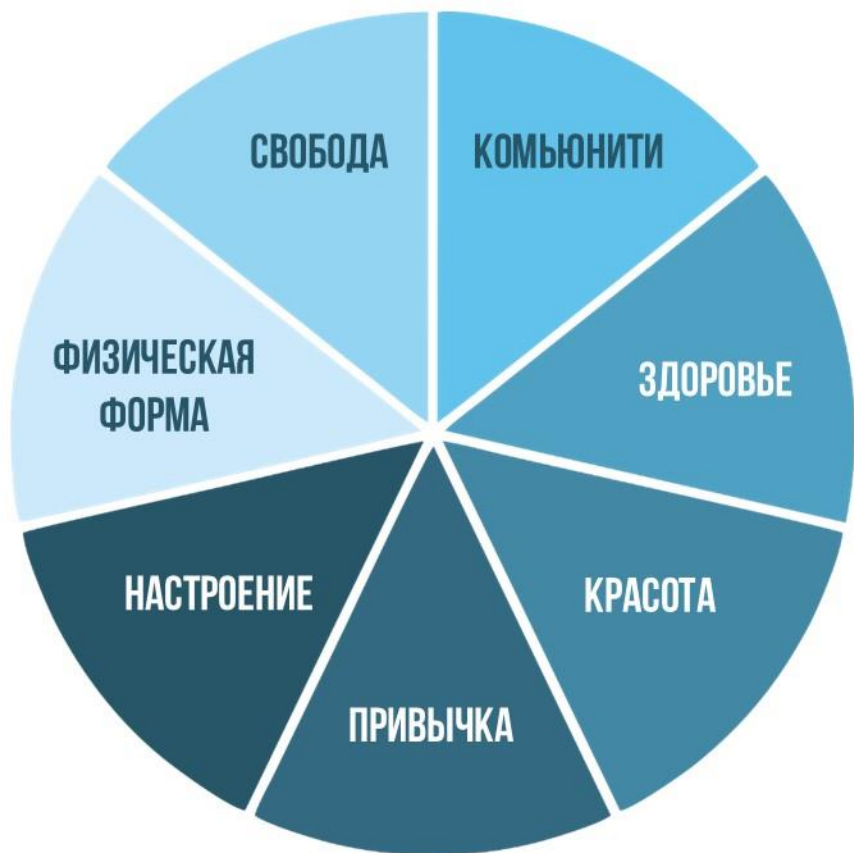 СВОБОДА
КОМЬЮНИТИ
ФИЗИЧЕСКАЯ
ФОРМА
ЗДОРОВЬЕ
НАСТРОЕНИЕ
КРАСОТА
ПРИВЫЧКА